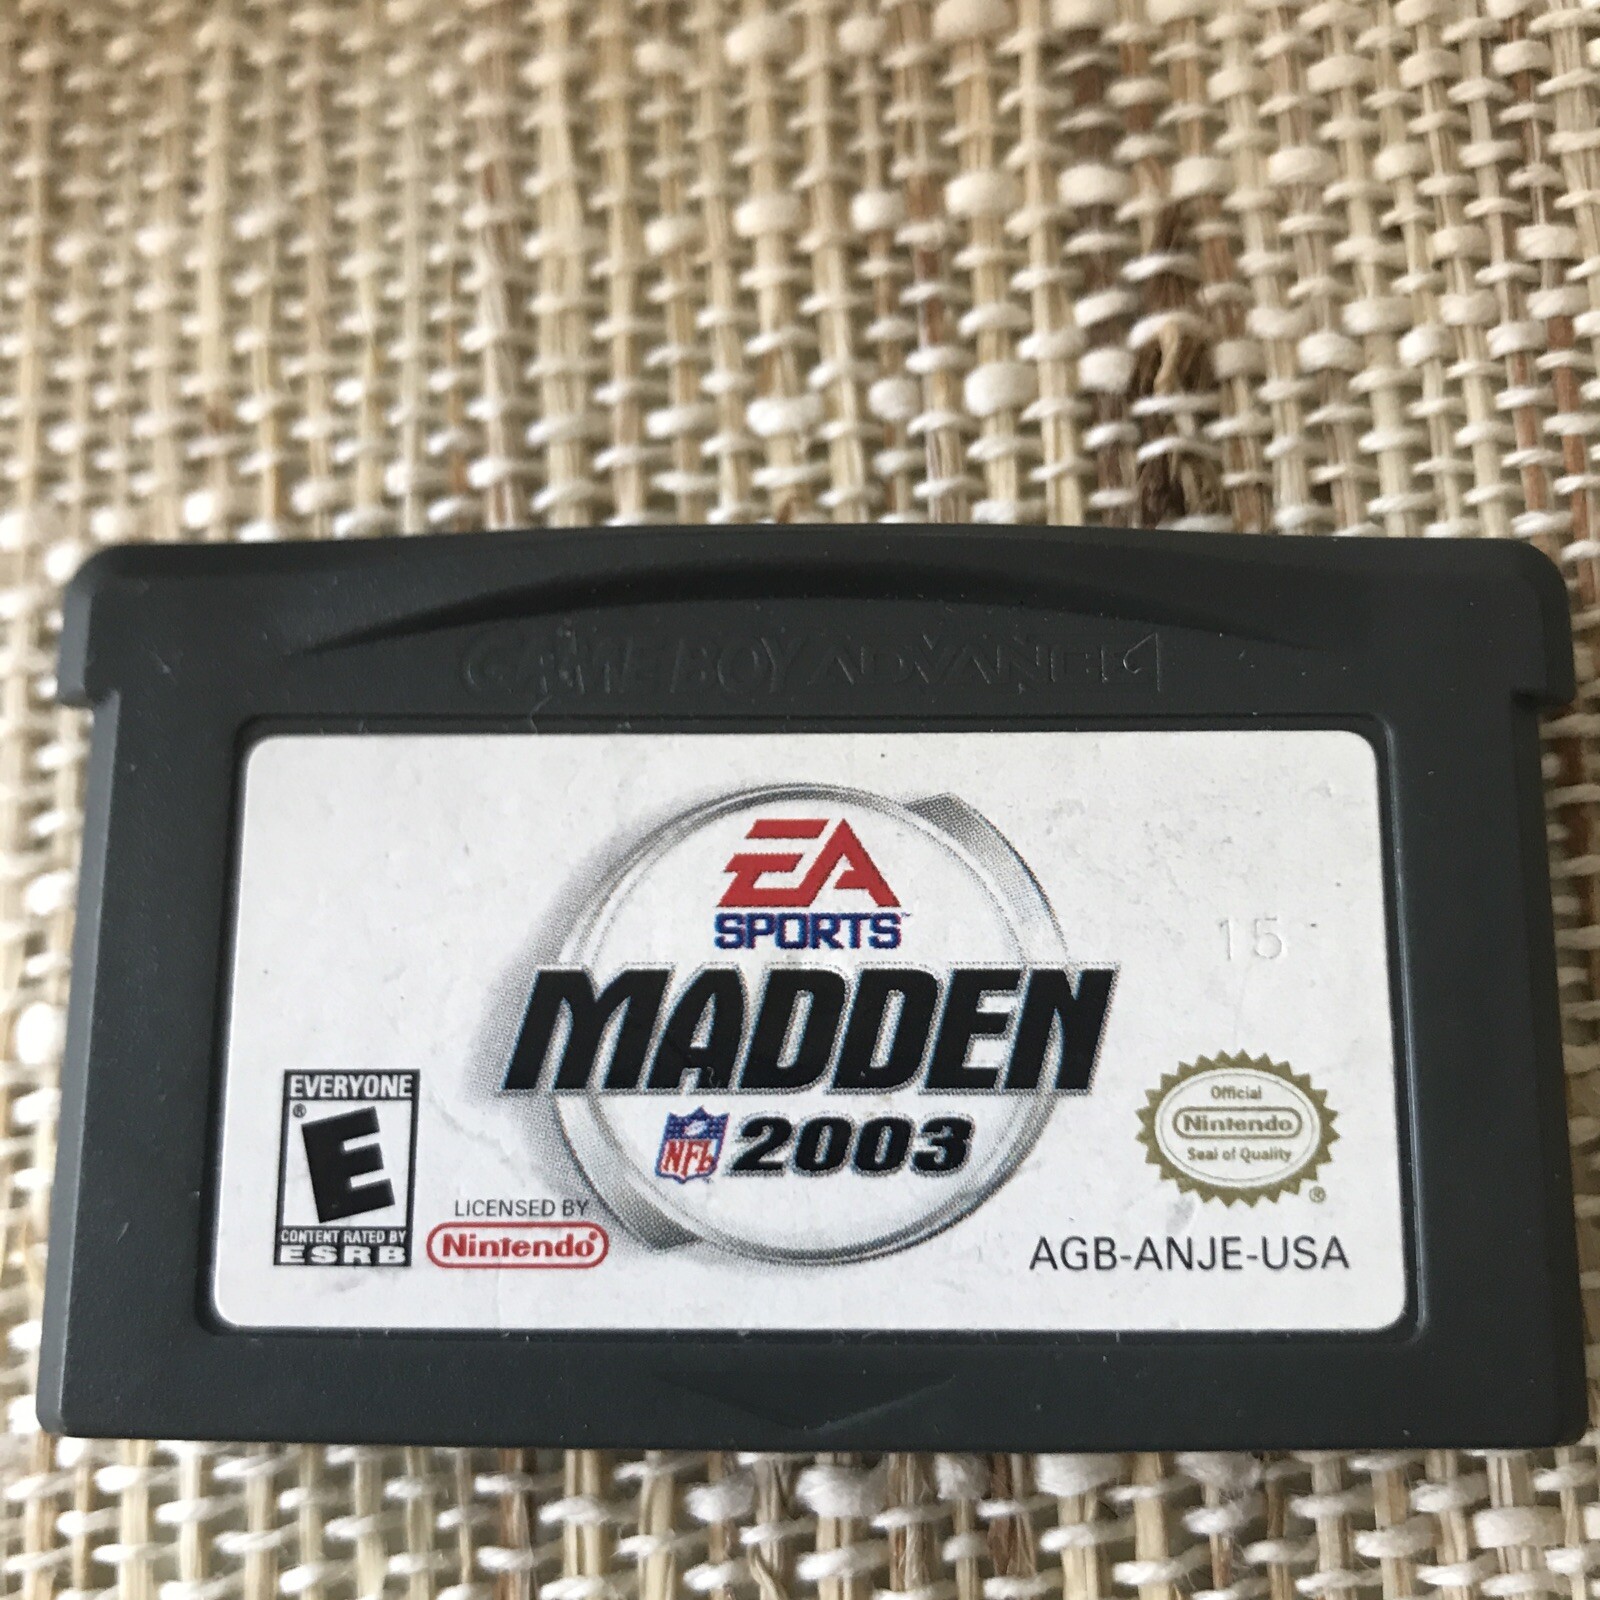 GAME BOY ADVANCE
EA
SPORTS™
MADDEN
NFL 2003
15
EVERYONE
E
®
CONTENT RATED BY
ESRB
LICENSED BY
Nintendo®
Official
Nintendo
Seal of Quality
®
AGB-ANJE-USA